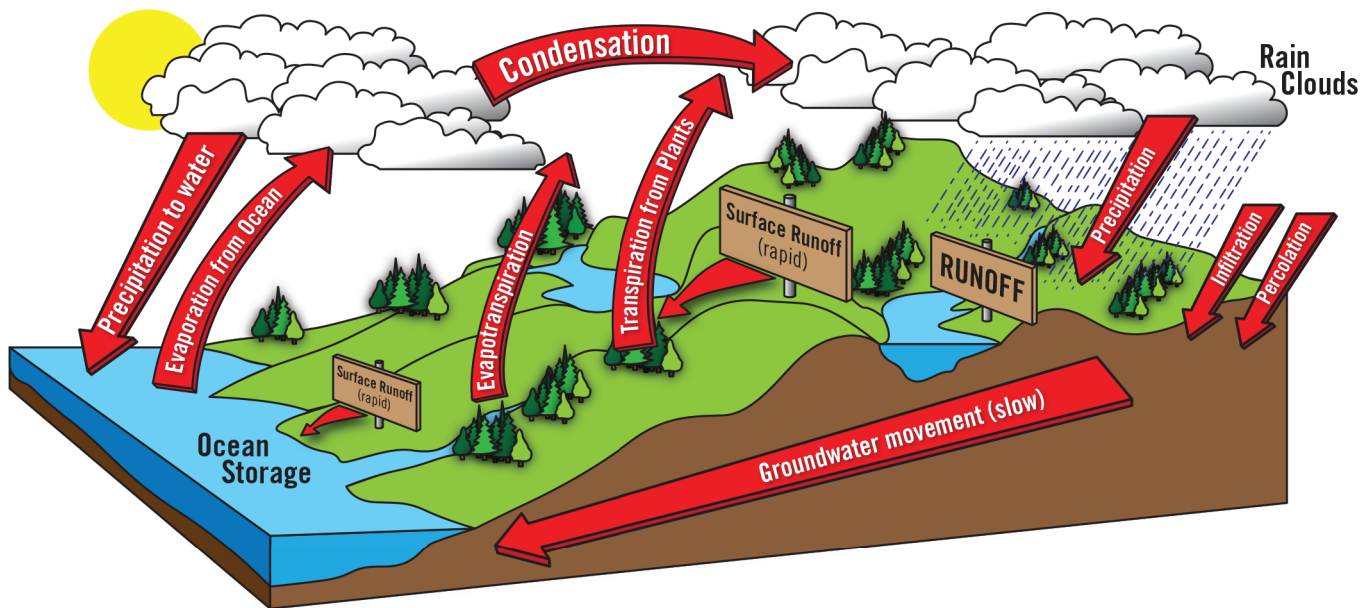 Condensation
Rain
Clouds
Precipitation to water
Evaporation from Ocean
Evapotranspiration
Transpiration from Plants
Surface Runoff
(rapid)
RUNOFF
Precipitation
Infiltration
Percolation
Surface Runoff
(rapid)
Ocean
Storage
Groundwater movement (slow)